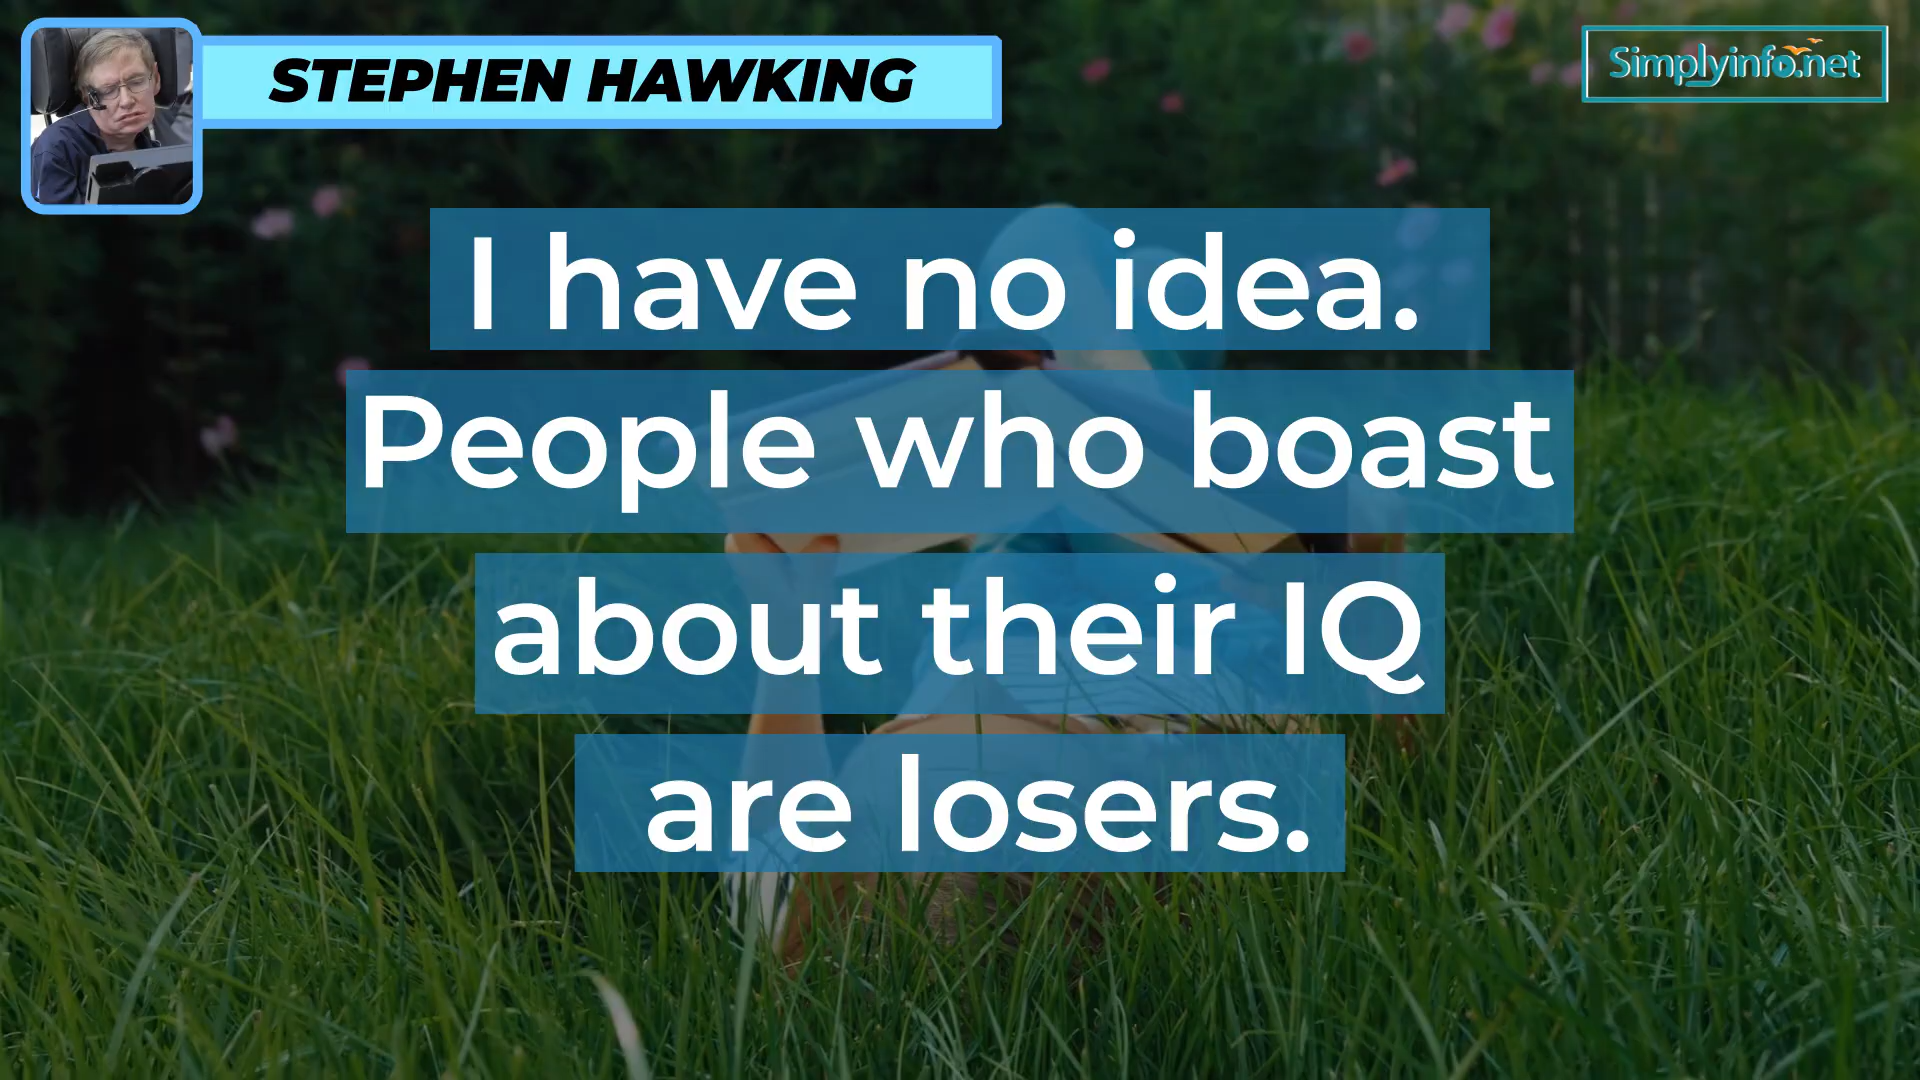 STEPHEN HAWKING
Simplyinfo.net
I have no idea.
People who boast
about their IQ
are losers.